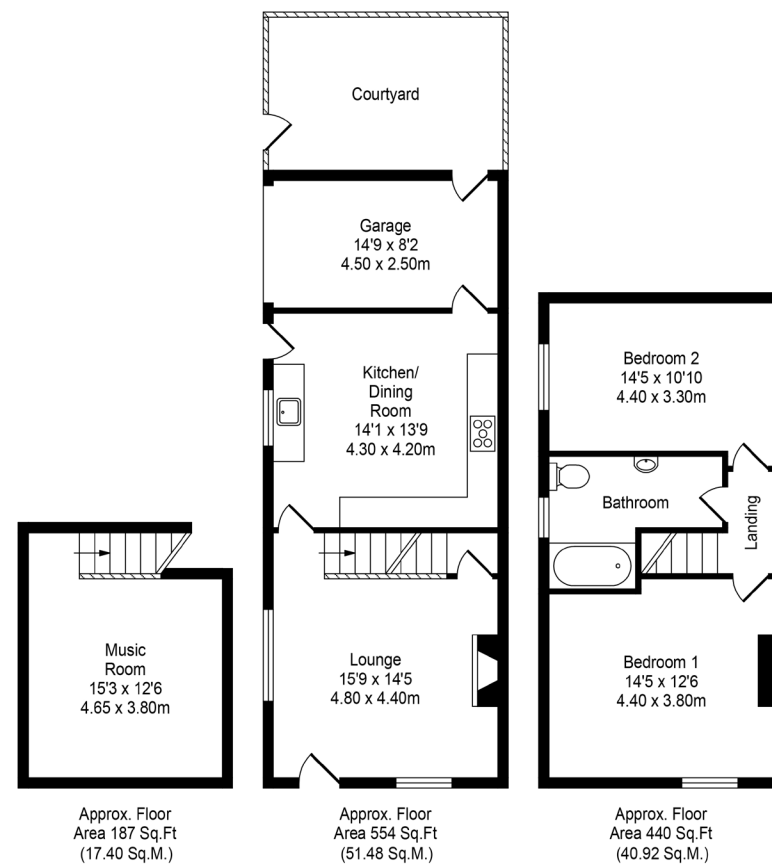 Courtyard
Garage
14'9 x 8'2
4.50 x 2.50m
Kitchen/
Dining
Room
14'1 x 13'9
4.30 x 4.20m
Lounge
15'9 x 14'5
4.80 x 4.40m
Music
Room
15'3 x 12'6
4.65 x 3.80m
Bedroom 2
14'5 x 10'10
4.40 x 3.30m
Bathroom
Landing
Bedroom 1
14'5 x 12'6
4.40 x 3.80m
Approx. Floor
Area 187 Sq.Ft
(17.40 Sq.M.)
Approx. Floor
Area 554 Sq.Ft
(51.48 Sq.M.)
Approx. Floor
Area 440 Sq.Ft
(40.92 Sq.M.)